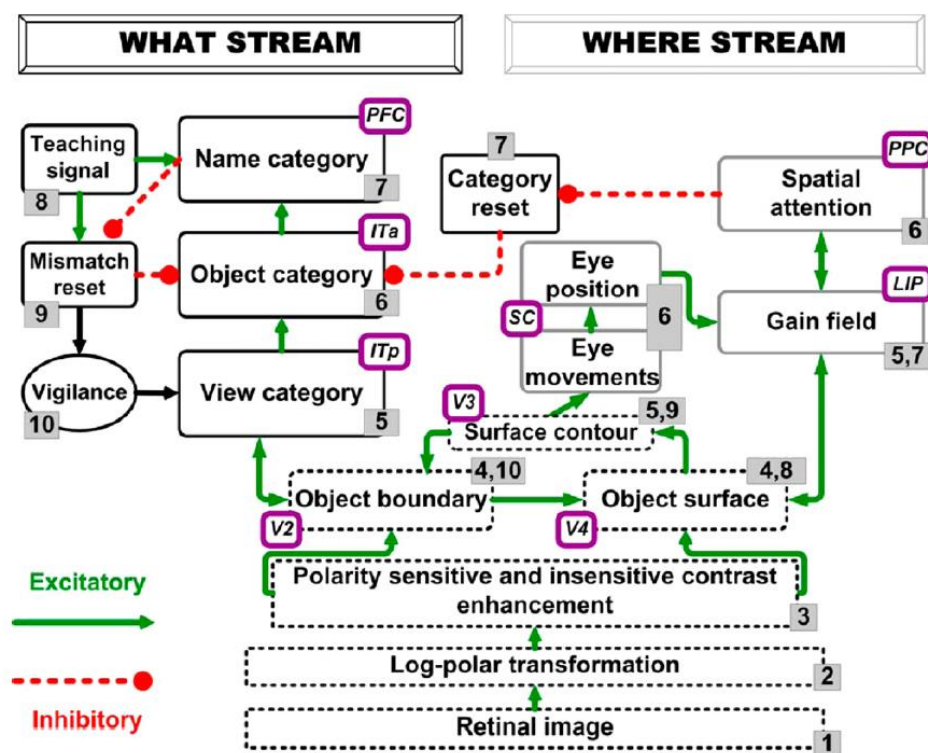 WHAT STREAM
WHERE STREAM
PFC
Teaching
signal
8
Name category
7
7
Category
reset
PPC
Spatial
attention
6
ITa
Mismatch
reset
9
Object category
6
Eye
position
SC
6
Eye
movements
LIP
Gain field
5,7
ITp
Vigilance
10
View category
5
V3
Surface contour
5,9
4,10
Object boundary
V2
4,8
Object surface
V4
Excitatory
Polarity sensitive and insensitive contrast
enhancement
3
Log-polar transformation
2
Inhibitory
Retinal image
1